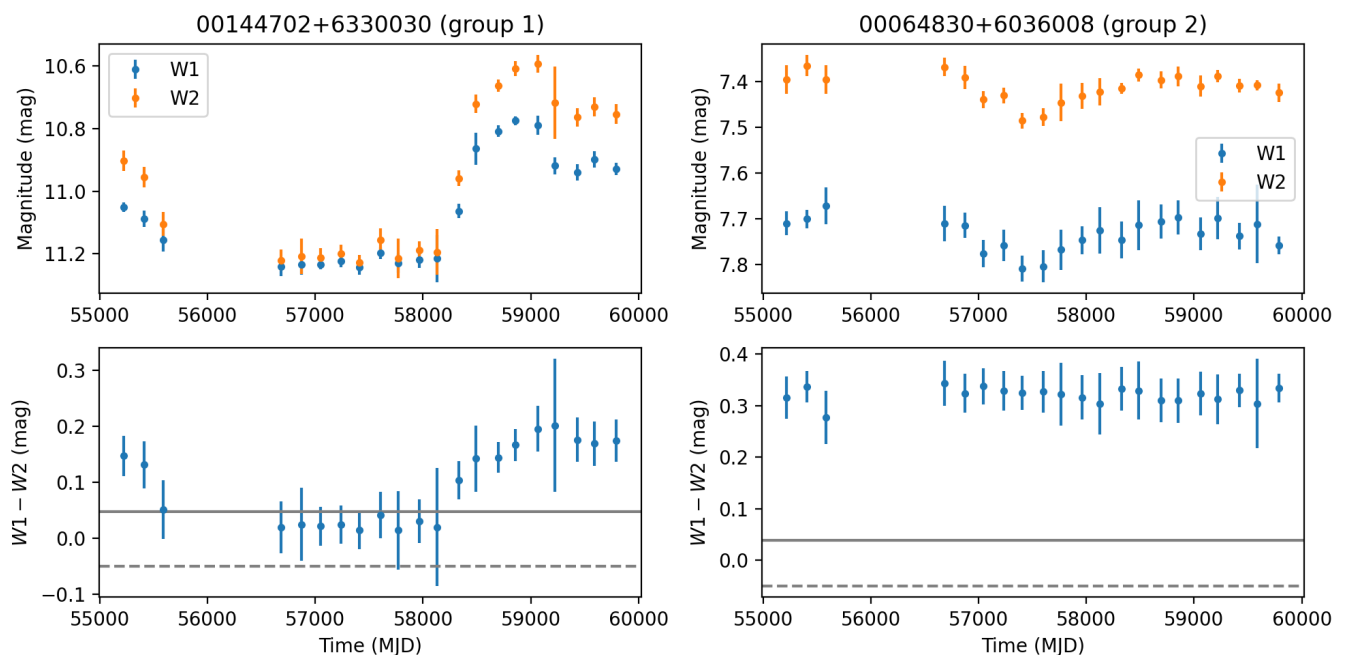 00144702+6330030 (group 1)
Magnitude (mag)
10.6
10.8
11.0
11.2
W1
W2
55000 56000 57000 58000 59000 60000
00064830+6036008 (group 2)
Magnitude (mag)
7.4
7.5
7.6
7.7
7.8
W1
W2
55000 56000 57000 58000 59000 60000
W1 − W2 (mag)
0.3
0.2
0.1
0.0
−0.1
55000 56000 57000 58000 59000 60000
Time (MJD)
W1 − W2 (mag)
0.4
0.3
0.2
0.1
0.0
55000 56000 57000 58000 59000 60000
Time (MJD)